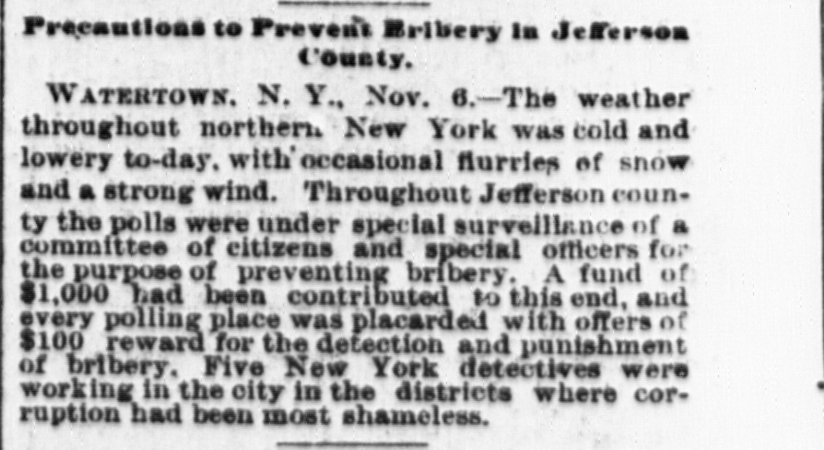 Precautions to Prevent Bribery in Jefferson
County.
WATERTOWN, N. Y., Nov. 6.—The weather
throughout northern New York was cold and
lowery to-day, with occasional flurries of snow
and a strong wind. Throughout Jefferson coun-
ty the polls were under special surveillance of a
committee of citizens and special officers for
the purpose of preventing bribery. A fund of
$1,000 had been contributed to this end, and
every polling place was placarded with offers of
$100 reward for the detection and punishment
of bribery. Five New York detectives were
working in the city in the districts where cor-
ruption had been most shameless.